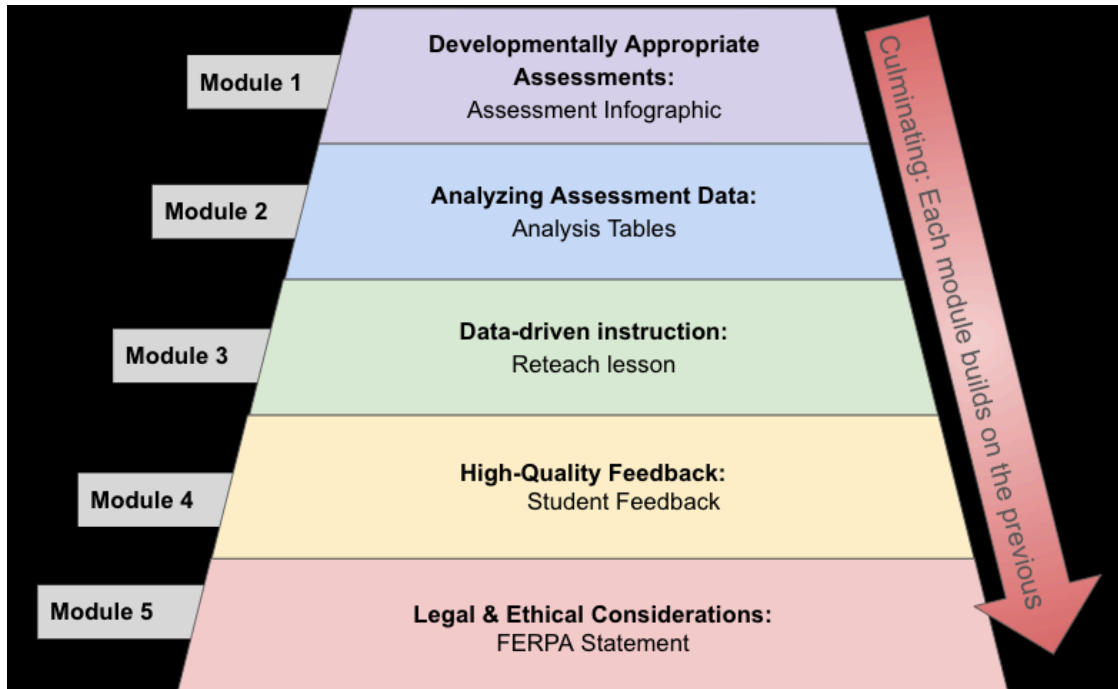 Module 1
Developmentally Appropriate
Assessments:
Assessment Infographic
Module 2
Analyzing Assessment Data:
Analysis Tables
Module 3
Data-driven instruction:
Reteach lesson
Module 4
High-Quality Feedback:
Student Feedback
Module 5
Legal & Ethical Considerations:
FERPA Statement
Culminating: Each module builds on the previous